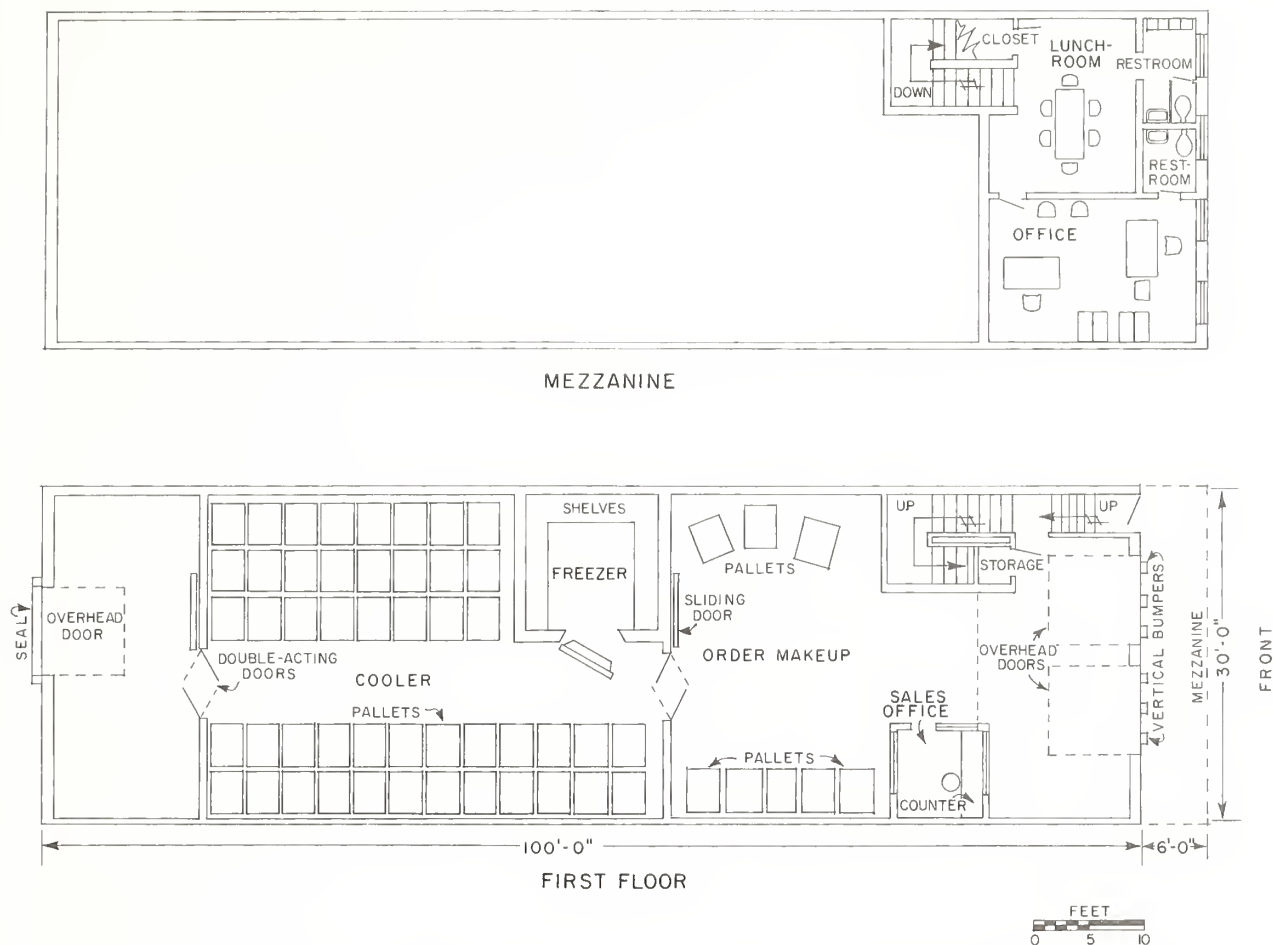 CLOSET
LUNCH-
ROOM
RESTROOM
DOWN
REST-
ROOM
OFFICE
MEZZANINE
SHELVES
FREEZER
UP
UP
STORAGE
PALLETS
SEAL
OVERHEAD
DOOR
SLIDING
DOOR
DOUBLE-ACTING
DOORS
COOLER
ORDER MAKEUP
OVERHEAD
DOORS
VERTICAL BUMPERS
MEZZANINE
30'-0"
FRONT
PALLETS
SALES
OFFICE
PALLETS
COUNTER
100'-0"
6'-0"
FIRST FLOOR
FEET
0 5 10